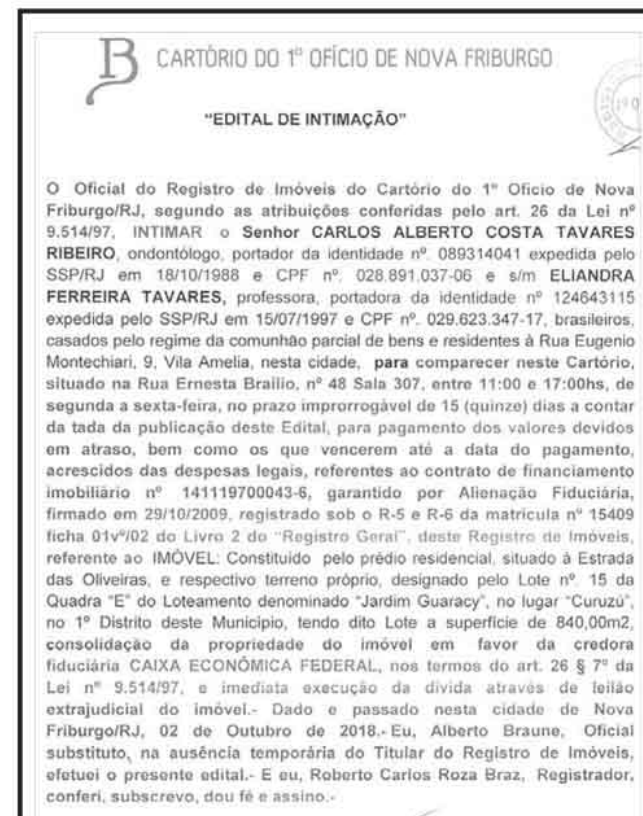 B CARTÓRIO DO 1º OFÍCIO DE NOVA FRIBURGO
"EDITAL DE INTIMAÇÃO"
O Oficial do Registro de Imóveis do Cartório do 1º Oficio de Nova
Friburgo/RJ, segundo as atribuições conferidas pelo art. 26 da Lei nº
9.514/97, INTIMAR o Senhor CARLOS ALBERTO COSTA TAVARES
RIBEIRO, ondontólogo, portador da identidade nº. 089314041 expedida pelo
SSP/RJ em 18/10/1988 e CPF nº. 028.891.037-06 e s/m ELIANDRA
FERREIRA TAVARES, professora, portadora da identidade nº 124643115
expedida pelo SSP/RJ em 15/07/1997 e CPF nº. 029.623.347-17, brasileiros,
casados pelo regime da comunhão parcial de bens e residentes à Rua Eugenio
Montechiari, 9, Vila Amelia, nesta cidade, para comparecer neste Cartório,
situado na Rua Ernesta Brailio, nº 48 Sala 307, entre 11:00 e 17:00hs, de
segunda a sexta-feira, no prazo improrrogável de 15 (quinze) dias a contar
da tada da publicação deste Edital, para pagamento dos valores devidos
em atraso, bem como os que vencerem até a data do pagamento,
acrescidos das despesas legais, referentes ao contrato de financiamento
imobiliário nº 141119700043-6, garantido por Alienação Fiduciária,
firmado em 29/10/2009, registrado sob o R-5 e R-6 da matrícula nº 15409
ficha 01vº/02 do Livro 2 do "Registro Geral", deste Registro de Imóveis,
referente ao IMÓVEL: Constituído pelo prédio residencial, situado à Estrada
das Oliveiras, e respectivo terreno próprio, designado pelo Lote nº. 15 da
Quadra "E" do Loteamento denominado "Jardim Guaracy", no lugar "Curuzú",
no 1º Distrito deste Municipio, tendo dito Lote a superfície de 840,00m2,
consolidação da propriedade do imóvel em favor da credora
fiduciária CAIXA ECONÔMICA FEDERAL, nos termos do art. 26 § 7º da
Lei nº 9.514/97, e imediata execução da dívida através de leilão
extrajudicial do imóvel.- Dado e passado nesta cidade de Nova
Friburgo/RJ, 02 de Outubro de 2018.- Eu, Alberto Braune, Oficial
substituto, na ausência temporária do Titular do Registro de Imóveis,
efetuei o presente edital.- E eu, Roberto Carlos Roza Braz, Registrador,
conferi, subscrevo, dou fé e assino.-